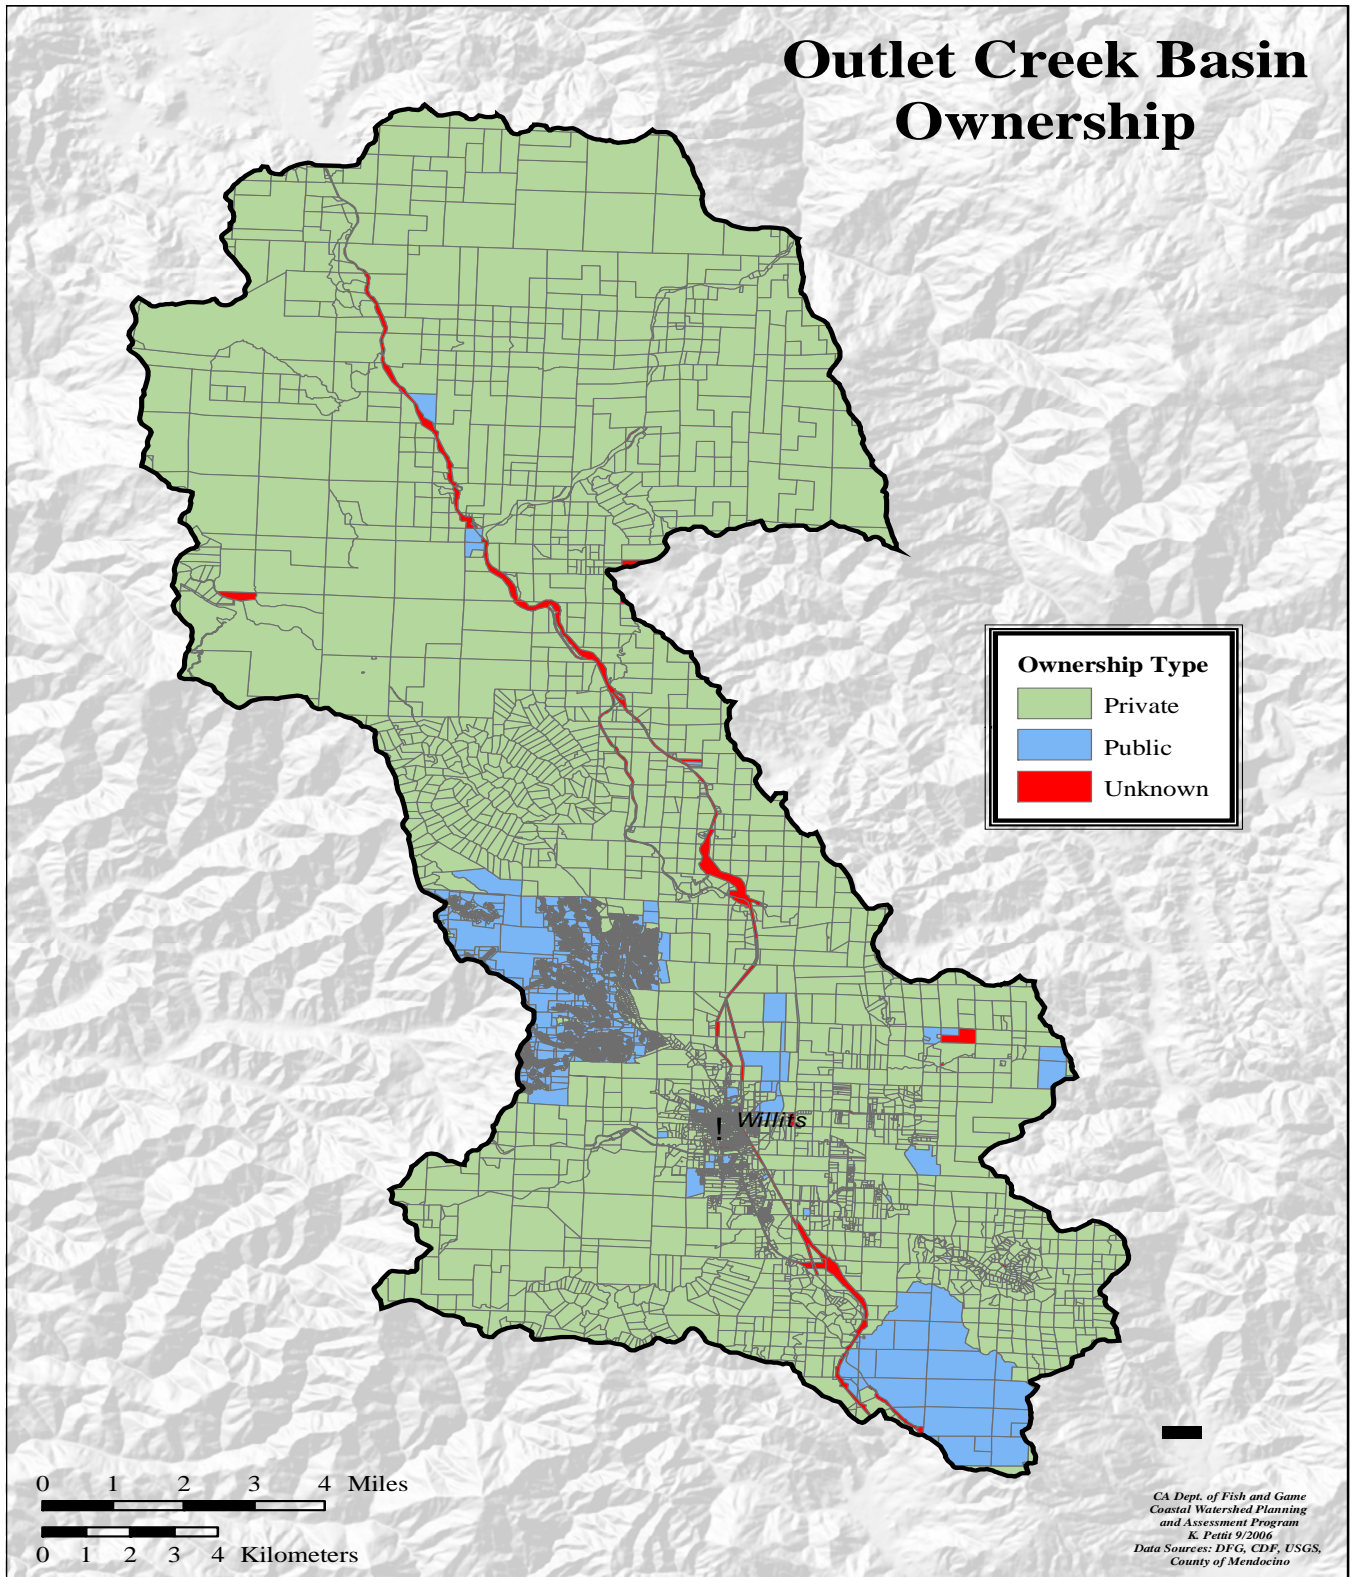 Outlet Creek Basin
Ownership
Ownership Type
Private
Public
Unknown
! Willits
0 1 2 3 4 Miles
0 1 2 3 4 Kilometers
CA Dept. of Fish and Game
Coastal Watershed Planning
and Assessment Program
K. Pettit 9/2006
Data Sources: DFG, CDF, USGS,
County of Mendocino